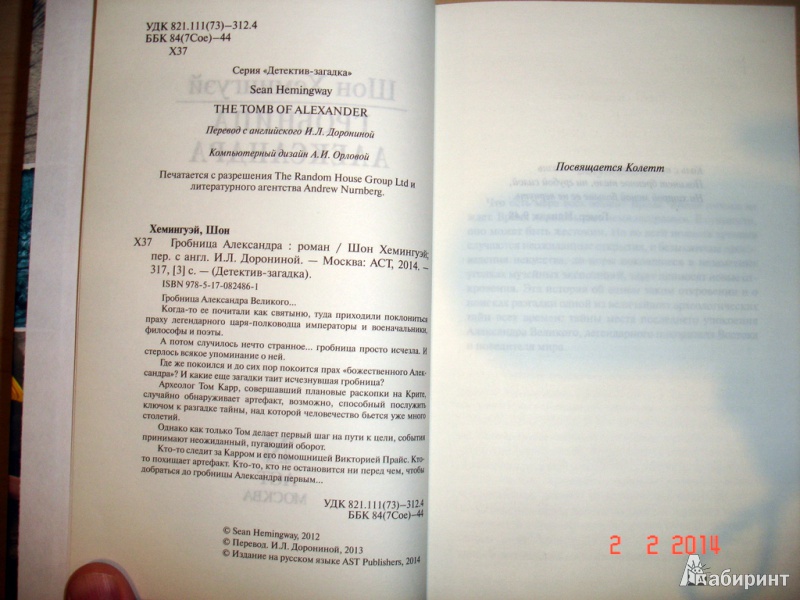 УДК 821.111(73)–312.4
ББК 84(7Сое)–44
Х37
Серия «Детектив-загадка»
Sean Hemingway
THE TOMB OF ALEXANDER
Перевод с английского И.Л. Дорониной
Компьютерный дизайн А.И. Орловой
Печатается с разрешения The Random House Group Ltd и
литературного агентства Andrew Nurnberg.
Хемингуэй, Шон
Х37 Гробница Александра : роман / Шон Хемингуэй;
пер. с англ. И.Л. Дорониной. — Москва: АСТ, 2014. —
317, [3] с. — (Детектив-загадка).
ISBN 978-5-17-082486-1
Гробница Александра Великого...
Когда-то ее почитали как святыню, туда приходили поклониться
праху легендарного царя-полководца императоры и военачальники,
философы и поэты.
А потом случилось нечто странное... гробница просто исчезла. И
стерлось всякое упоминание о ней.
Где же покоился и до сих пор покоится прах «божественного Алек-
сандра»? И какие еще загадки таит исчезнувшая гробница?
Археолог Том Карр, совершавший плановые раскопки на Крите,
случайно обнаруживает артефакт, возможно, способный послужить
ключом к разгадке тайны, над которой человечество бьется уже много
столетий.
Однако как только Том делает первый шаг на пути к цели, события
принимают неожиданный, пугающий оборот.
Кто-то следит за Карром и его помощницей Викторией Прайс. Кто-
то похищает артефакт. Кто-то, кто не остановится ни перед чем, чтобы
добраться до гробницы Александра первым...
УДК 821.111(73)–312.4
ББК 84(7Сое)–44
© Sean Hemingway, 2012
© Перевод. И.Л. Дорониной, 2013
© Издание на русском языке AST Publishers, 2014
Посвящается Колетт
2 2 2014
Лабиринт